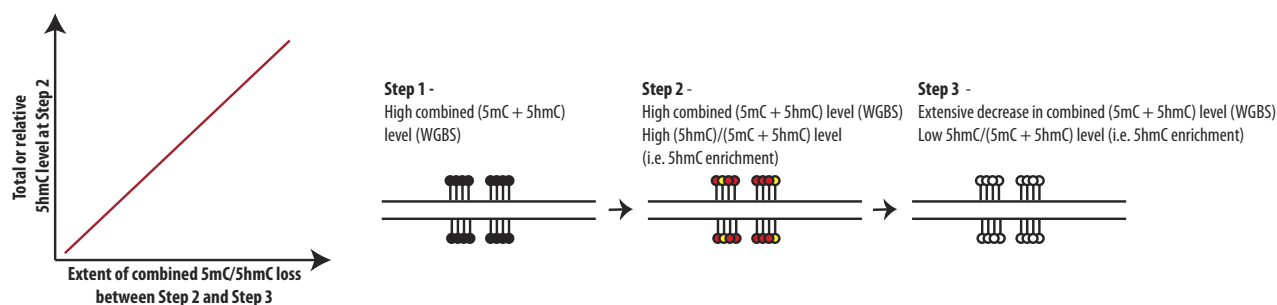 Total or relative
5hmC level at Step 2
Extent of combined 5mC/5hmC loss
between Step 2 and Step 3
Step 1 -
High combined (5mC + 5hmC)
level (WGBS)
Step 2 -
High combined (5mC + 5hmC) level (WGBS)
High (5hmC)/(5mC + 5hmC) level
(i.e. 5hmC enrichment)
Step 3 -
Extensive decrease in combined (5mC + 5hmC) level (WGBS)
Low 5hmC/(5mC + 5hmC) level (i.e. 5hmC enrichment)